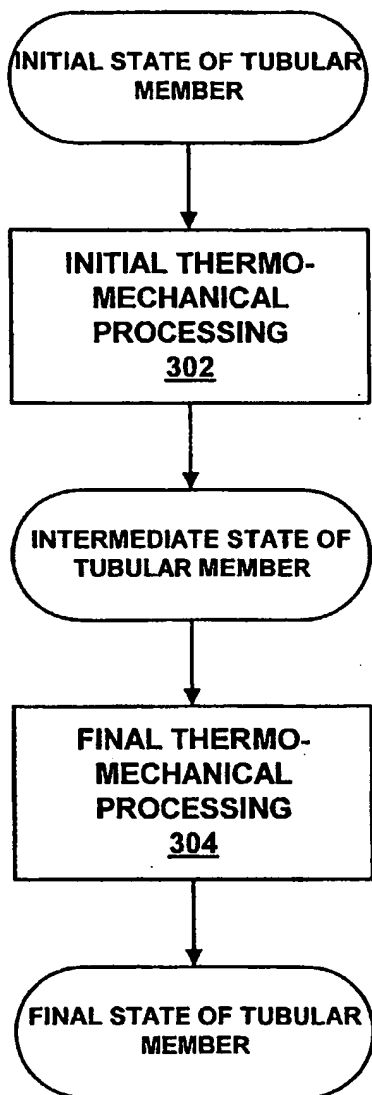 INITIAL STATE OF TUBULAR
MEMBER
INITIAL THERMO-
MECHANICAL
PROCESSING
302
INTERMEDIATE STATE OF
TUBULAR MEMBER
FINAL THERMO-
MECHANICAL
PROCESSING
304
FINAL STATE OF TUBULAR
MEMBER